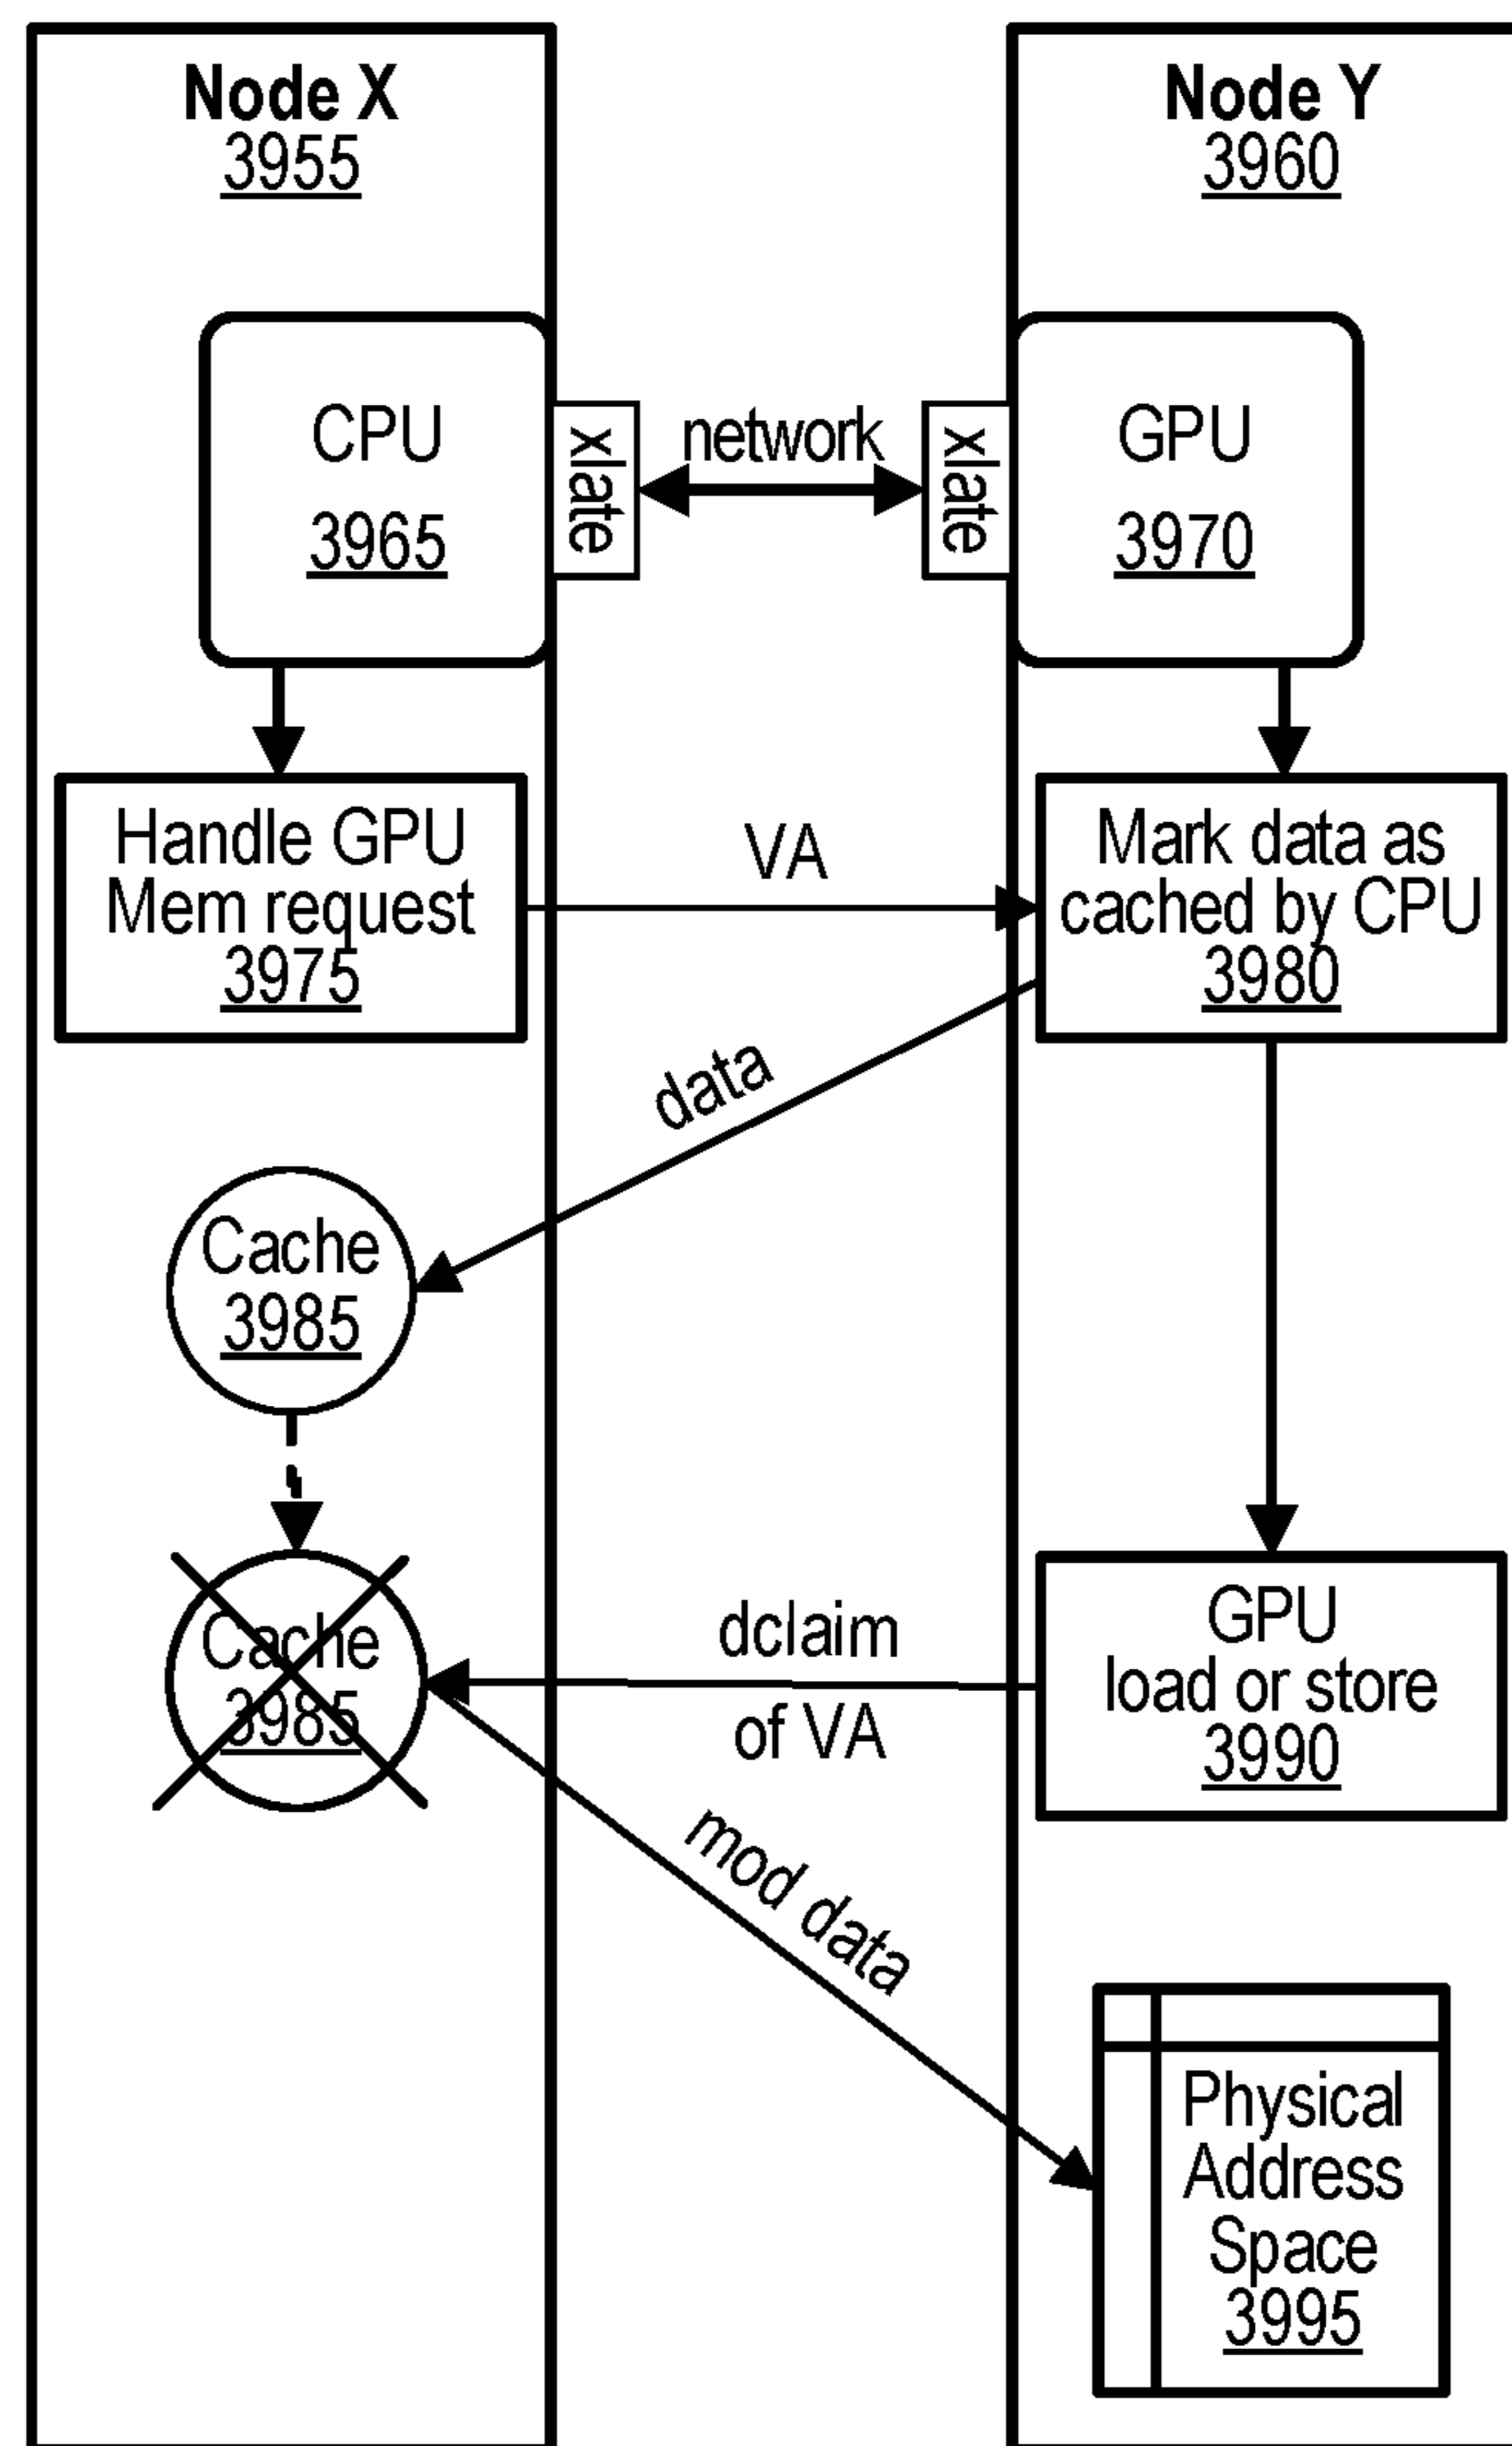 Node X
3955
Node Y
3960
CPU
3965
xlate
network
xlate
GPU
3970
Handle GPU
Mem request
3975
VA
Mark data as
cached by CPU
3980
data
Cache
3985
Cache
3985
dclaim
of VA
GPU
load or store
3990
mod data
Physical
Address
Space
3995